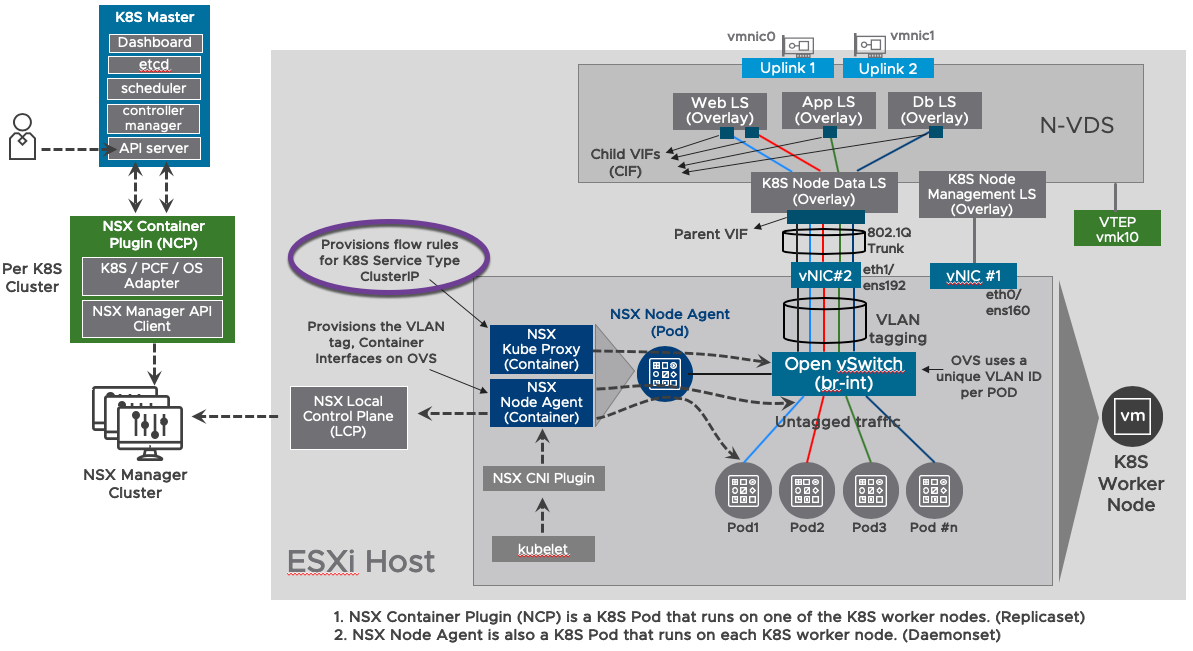 K8S Master
Dashboard
etcd
scheduler
controller
manager
API server
NSX Container
Plugin (NCP)
K8S / PCF / OS
Adapter
NSX Manager API
Client
Per K8S
Cluster
NSX Manager
Cluster
vmnic0
vmnic1
Uplink 1
Uplink 2
Web LS
(Overlay)
App LS
(Overlay)
Db LS
(Overlay)
N-VDS
Child VIFs
(CIF)
K8S Node Data LS
(Overlay)
K8S Node
Management LS
(Overlay)
VTEP
vmk10
Parent VIF
802.1Q
Trunk
vNIC#2
eth1/
ens192
vNIC #1
eth0/
ens160
Provisions flow rules
for K8S Service Type
ClusterIP
Provisions the VLAN
tag, Container
Interfaces on OVS
NSX Local
Control Plane
(LCP)
NSX
Kube Proxy
(Container)
NSX
Node Agent
(Container)
NSX Node Agent
(Pod)
VLAN
tagging
Open vSwitch
(br-int)
OVS uses a
unique VLAN ID
per POD
Untagged traffic
NSX CNI Plugin
kubelet
Pod1
Pod2
Pod3
Pod #n
vm
K8S
Worker
Node
ESXi Host
1. NSX Container Plugin (NCP) is a K8S Pod that runs on one of the K8S worker nodes. (Replicaset)
2. NSX Node Agent is also a K8S Pod that runs on each K8S worker node. (Daemonset)